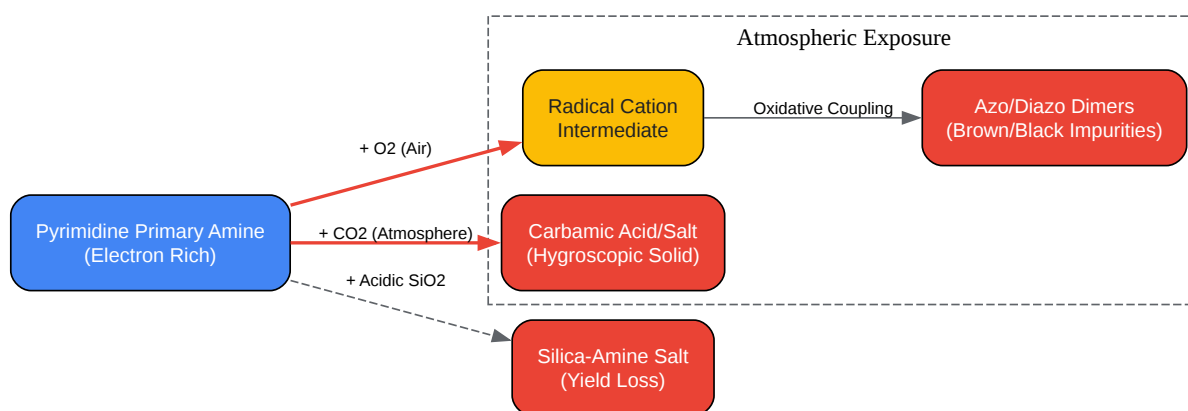 Atmospheric Exposure
Radical Cation
Intermediate
Oxidative Coupling
Azo/Diazo Dimers
(Brown/Black Impurities)
+ O2 (Air)
Pyrimidine Primary Amine
(Electron Rich)
+ CO2 (Atmosphere)
Carbamic Acid/Salt
(Hygroscopic Solid)
+ Acidic SiO2
Silica-Amine Salt
(Yield Loss)